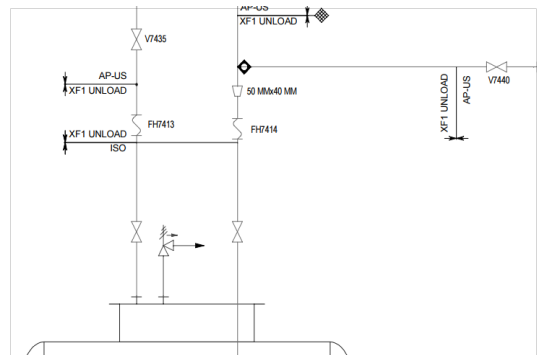 AP-US
XF1 UNLOAD
V7435
AP-US
XF1 UNLOAD
50 MMx40 MM
V7440
XF1 UNLOAD
AP-US
FH7413
FH7414
XF1 UNLOAD
ISO